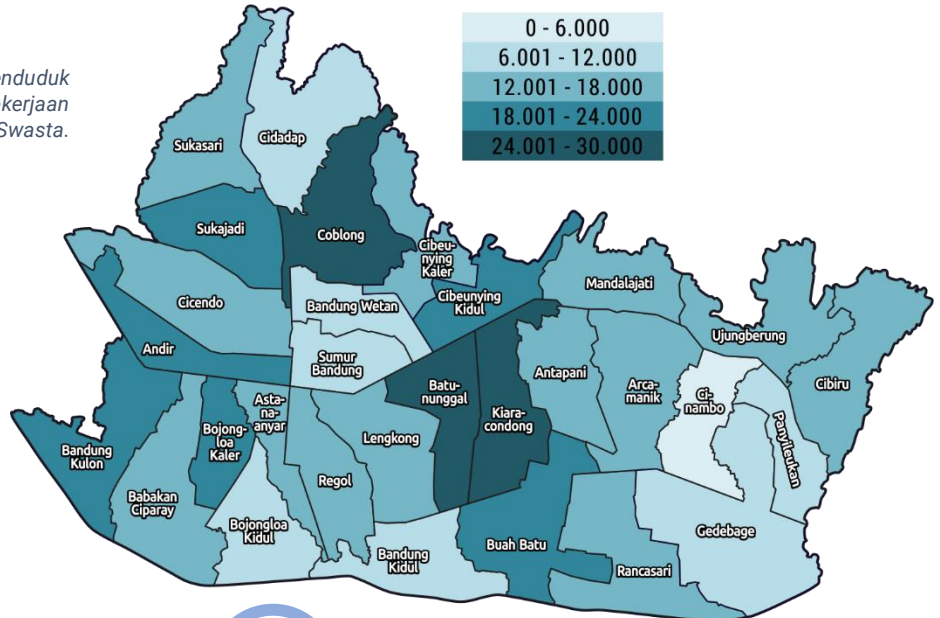 enduduk
kerjaan
Swasta.
0 - 6.000
6.001 - 12.000
12.001 - 18.000
18.001 - 24.000
24.001 - 30.000
Sukasari
Cidadap
Sukajadi
Coblong
Cibeu-
nying
Kaler
Cicendo
Bandung Wetan
Cibeunying
Kidul
Mandalajati
Ujungberung
Andir
Sumur
Bandung
Batu-
nunggal
Kiara-
condong
Antapani
Arca-
manik
Ci-
nambo
Cibiru
Panyileukan
Bandung
Kulon
Bojong-
loa
Kaler
Asta-
na-
anyar
Lengkong
Regol
Babakan
Ciparay
Bojongloa
Kidul
Bandung
Kidul
Buah Batu
Rancasari
Gedebage